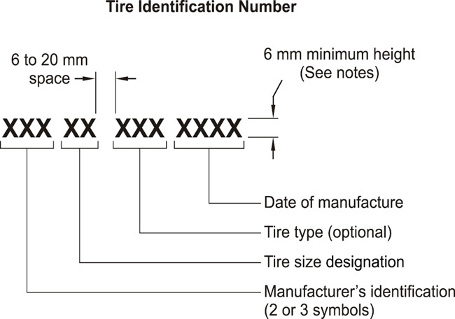 Tire Identification Number
6 to 20 mm
space
6 mm minimum height
(See notes)
XXX XX XXX XXXX
Date of manufacture
Tire type (optional)
Tire size designation
Manufacturer's identification
(2 or 3 symbols)